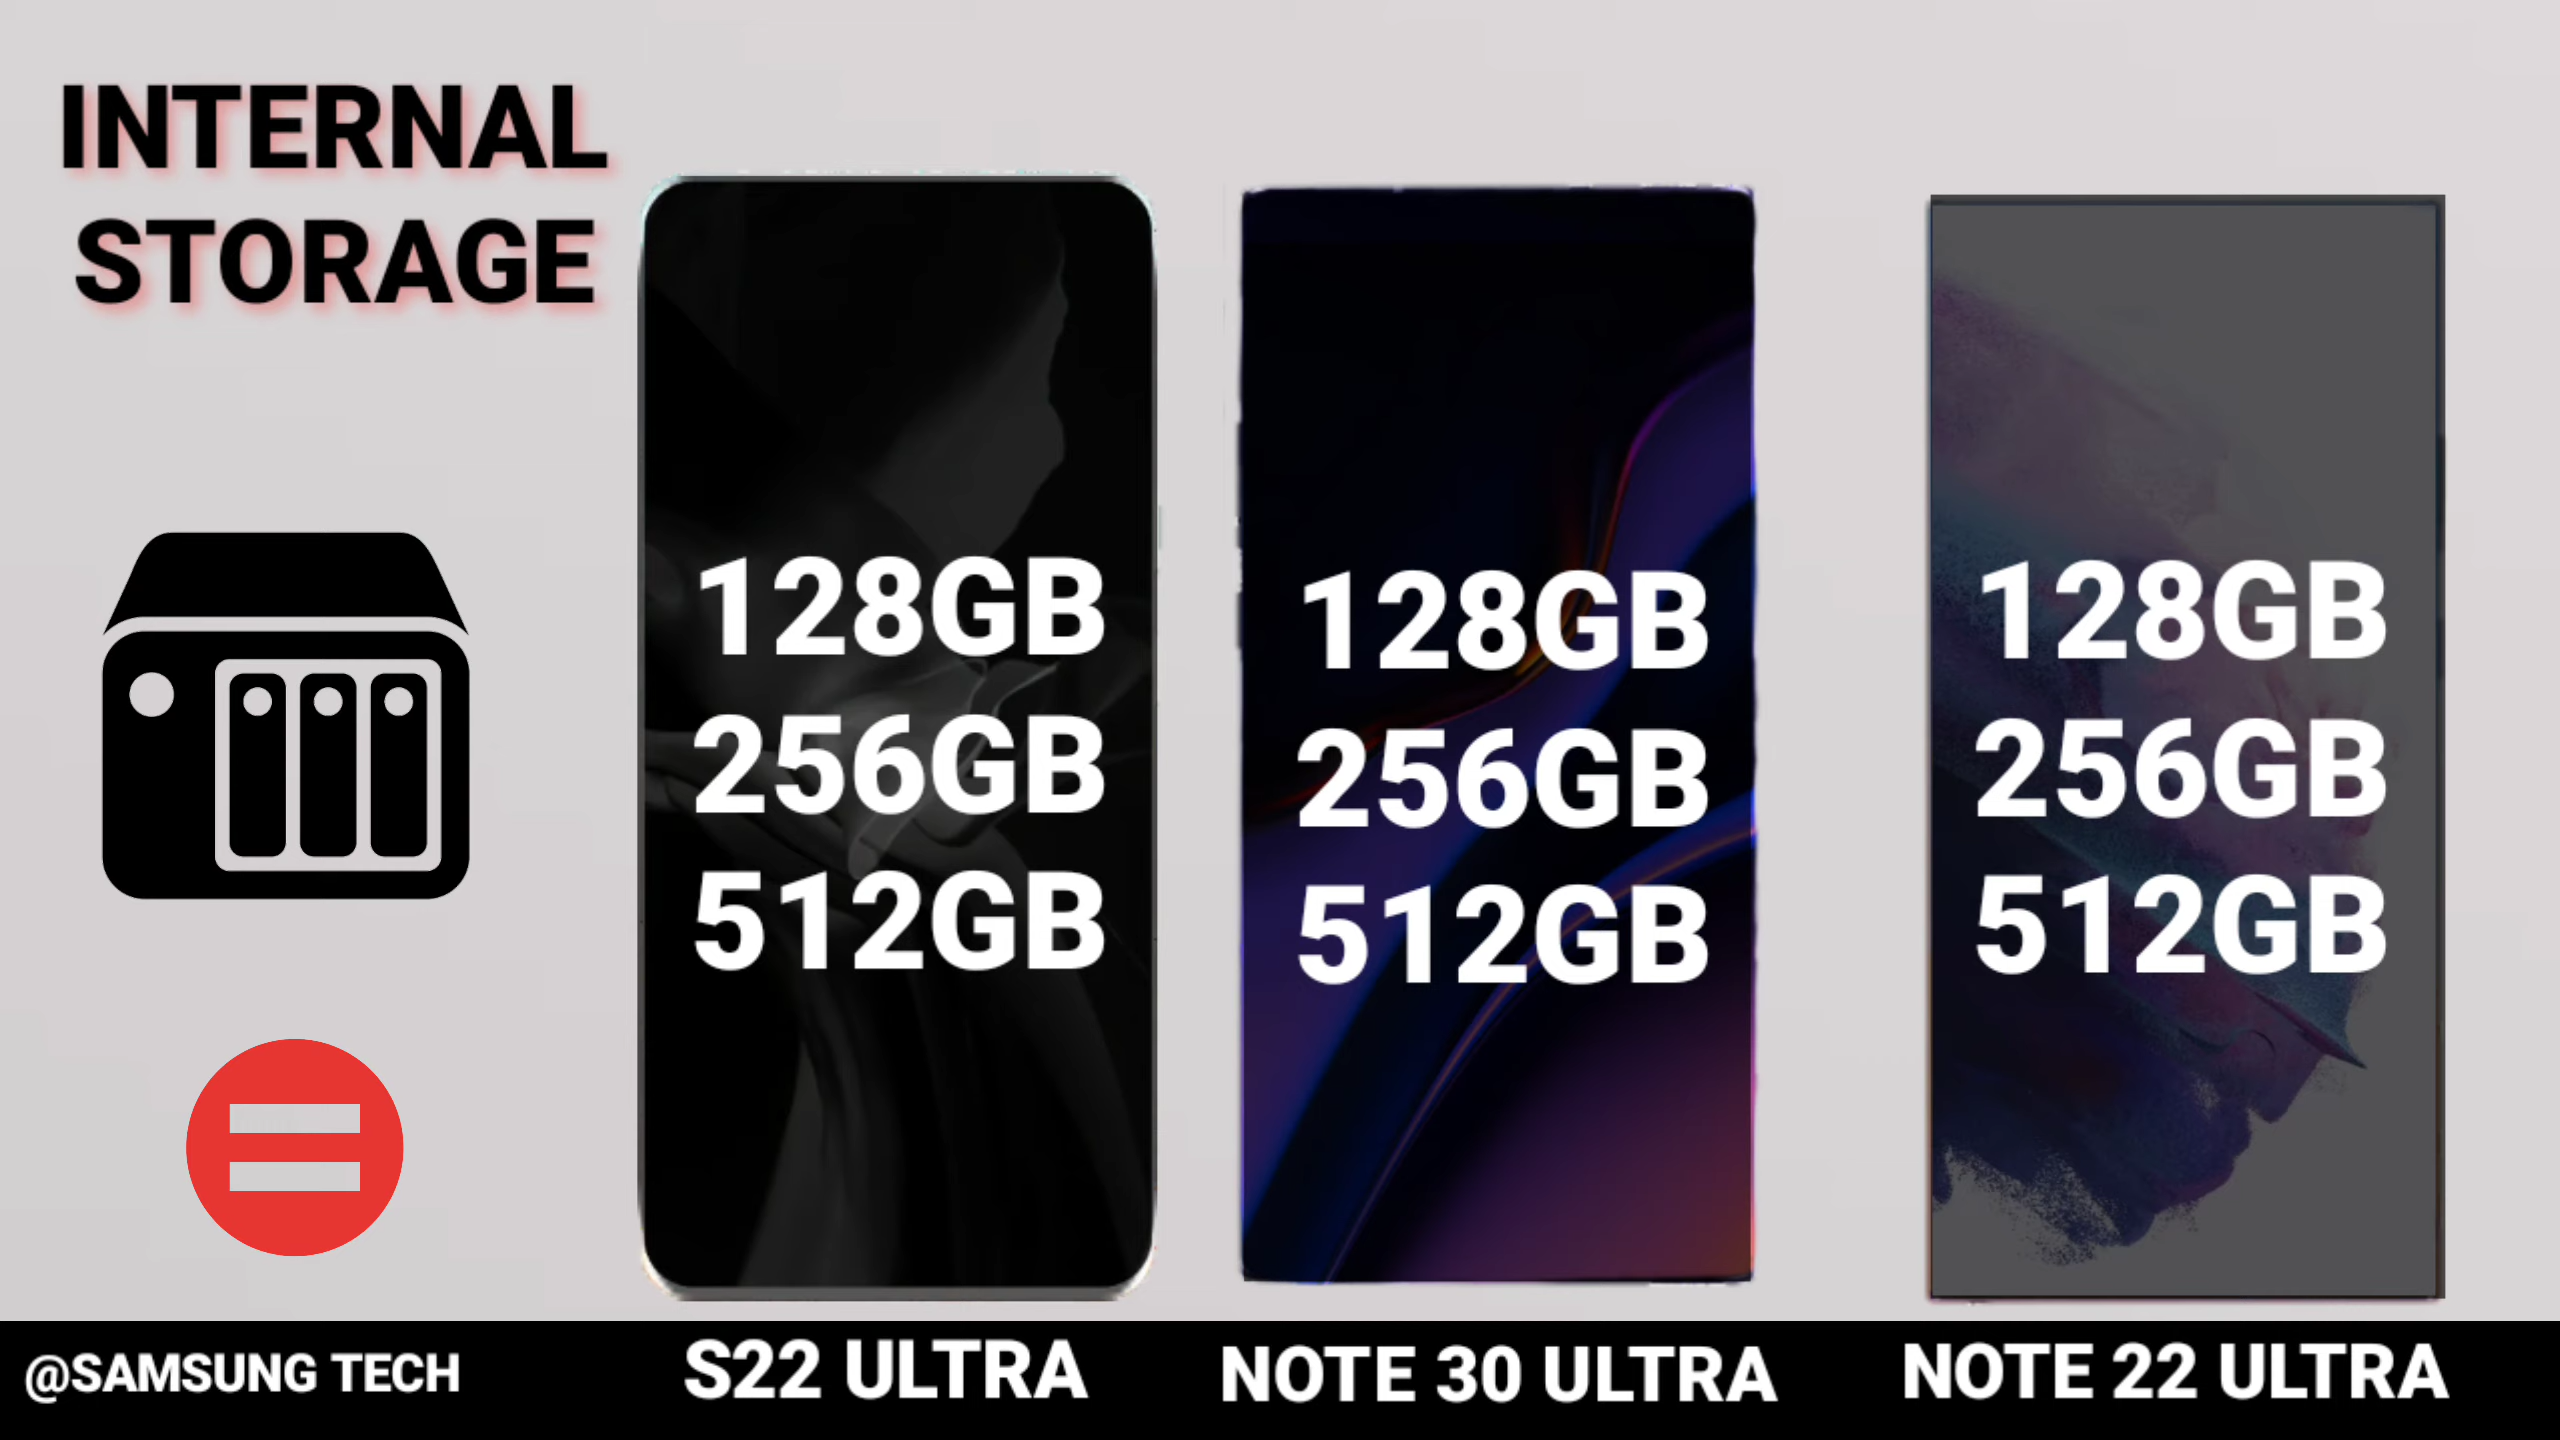 INTERNAL
STORAGE
128GB
256GB
512GB
128GB
256GB
512GB
128GB
256GB
512GB
@SAMSUNG TECH
S22 ULTRA
NOTE 30 ULTRA
NOTE 22 ULTRA